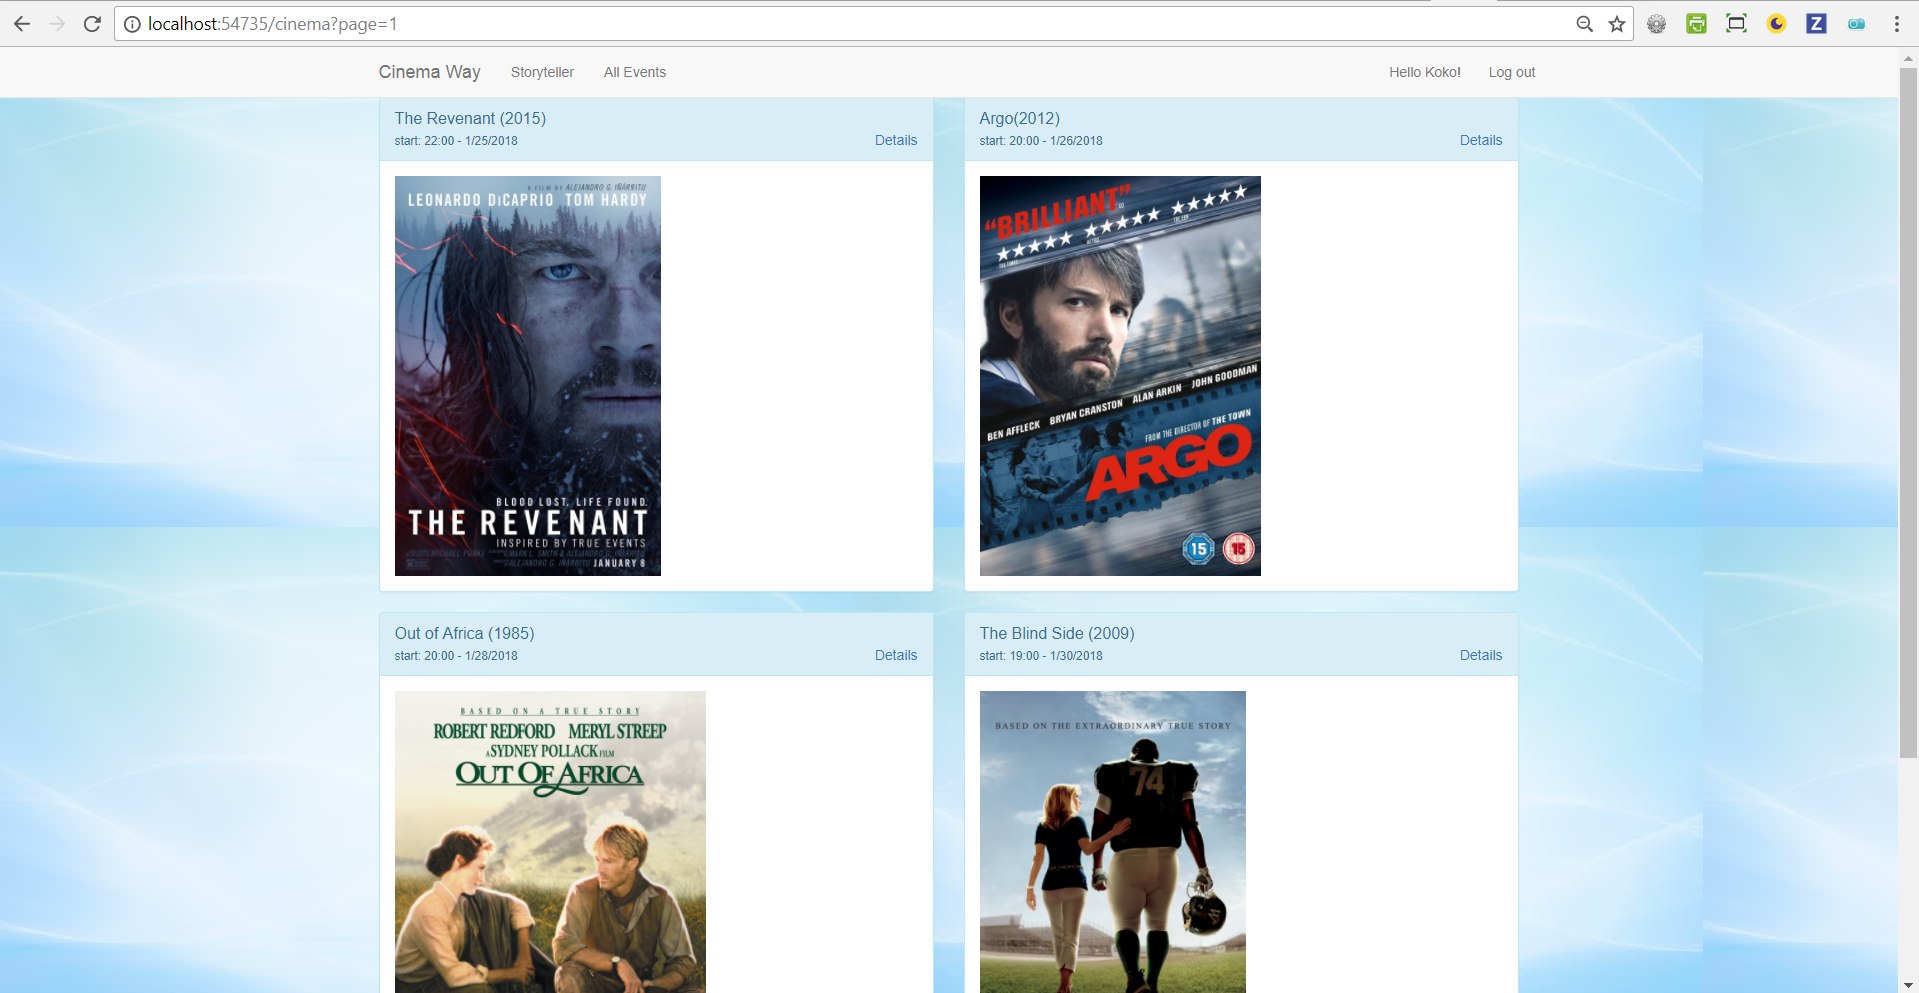 localhost:54735/cinema?page=1
Z
Cinema Way Storyteller All Events Hello Koko! Log out
The Revenant (2015)
start: 22:00 - 1/25/2018 Details
A FILM BY ALEJANDRO G. IÑÁRRITU
LEONARDO DiCAPRIO TOM HARDY
BLOOD LOST. LIFE FOUND.
THE REVENANT
INSPIRED BY TRUE EVENTS
JANUARY 8
Argo(2012)
start: 20:00 - 1/26/2018 Details
"BRILLIANT"
BEN AFFLECK BRYAN CRANSTON ALAN ARKIN JOHN GOODMAN
FROM THE DIRECTOR OF THE TOWN
ARGO
15 15
Out of Africa (1985)
start: 20:00 - 1/28/2018 Details
BASED ON A TRUE STORY
ROBERT REDFORD MERYL STREEP
A SYDNEY POLLACK FILM
OUT OF AFRICA
The Blind Side (2009)
start: 19:00 - 1/30/2018 Details
BASED ON THE EXTRAORDINARY TRUE STORY
74